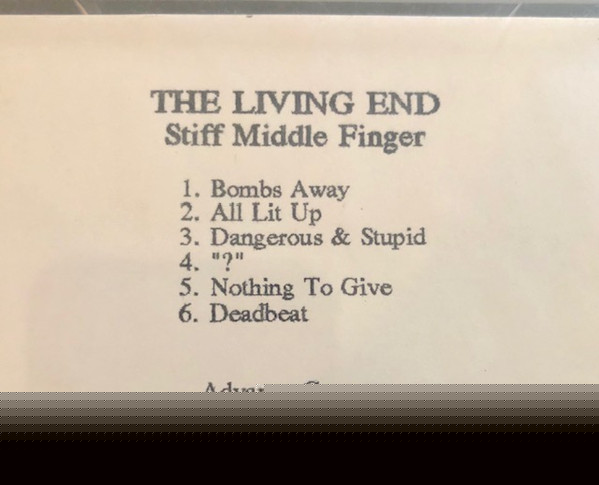 THE LIVING END
Stiff Middle Finger
1. Bombs Away
2. All Lit Up
3. Dangerous & Stupid
4. "?"
5. Nothing To Give
6. Deadbeat